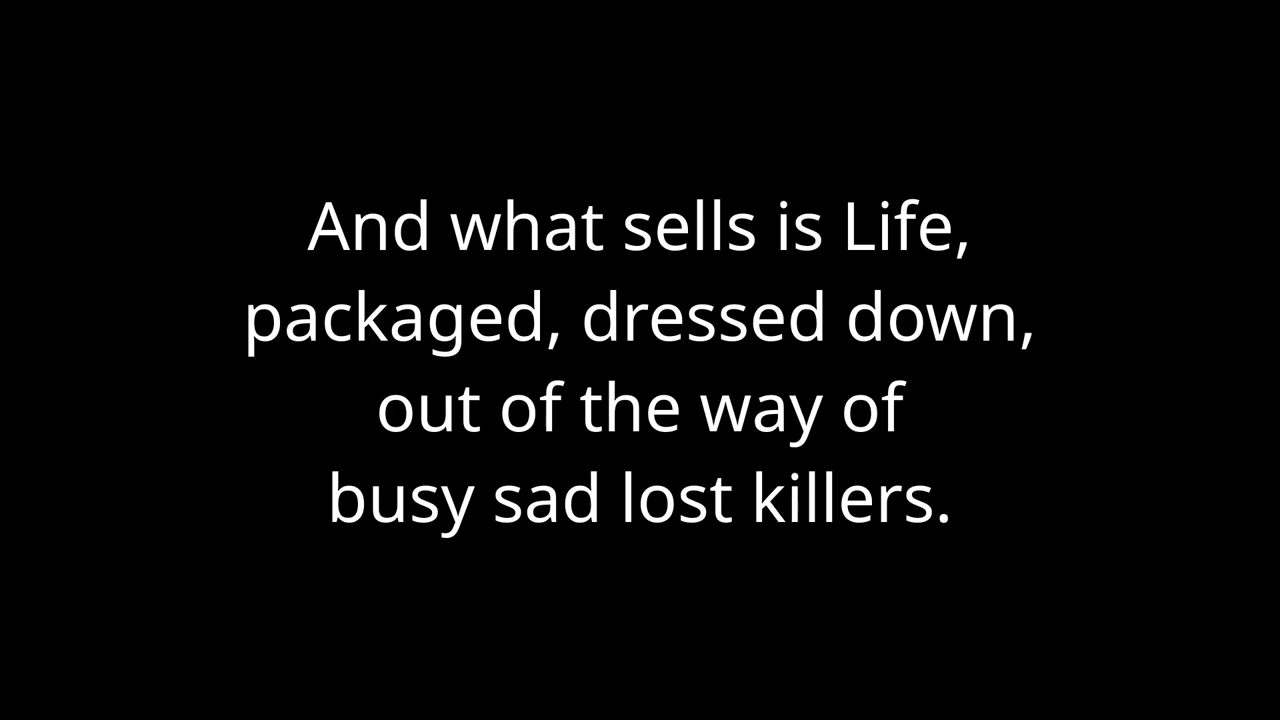 And what sells is Life,
packaged, dressed down,
out of the way of
busy sad lost killers.